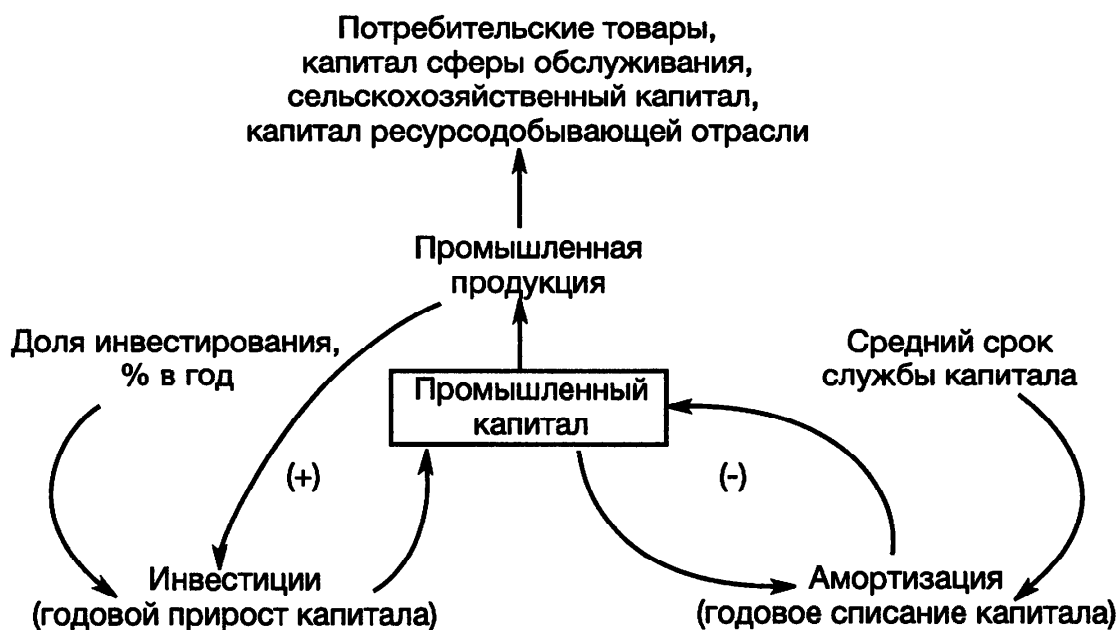 Потребительские товары,
капитал сферы обслуживания,
сельскохозяйственный капитал,
капитал ресурсодобывающей отрасли
Промышленная
продукция
Доля инвестирования,
% в год
Средний срок
службы капитала
Промышленный
капитал
(+)
(-)
Инвестиции
(годовой прирост капитала)
Амортизация
(годовое списание капитала)